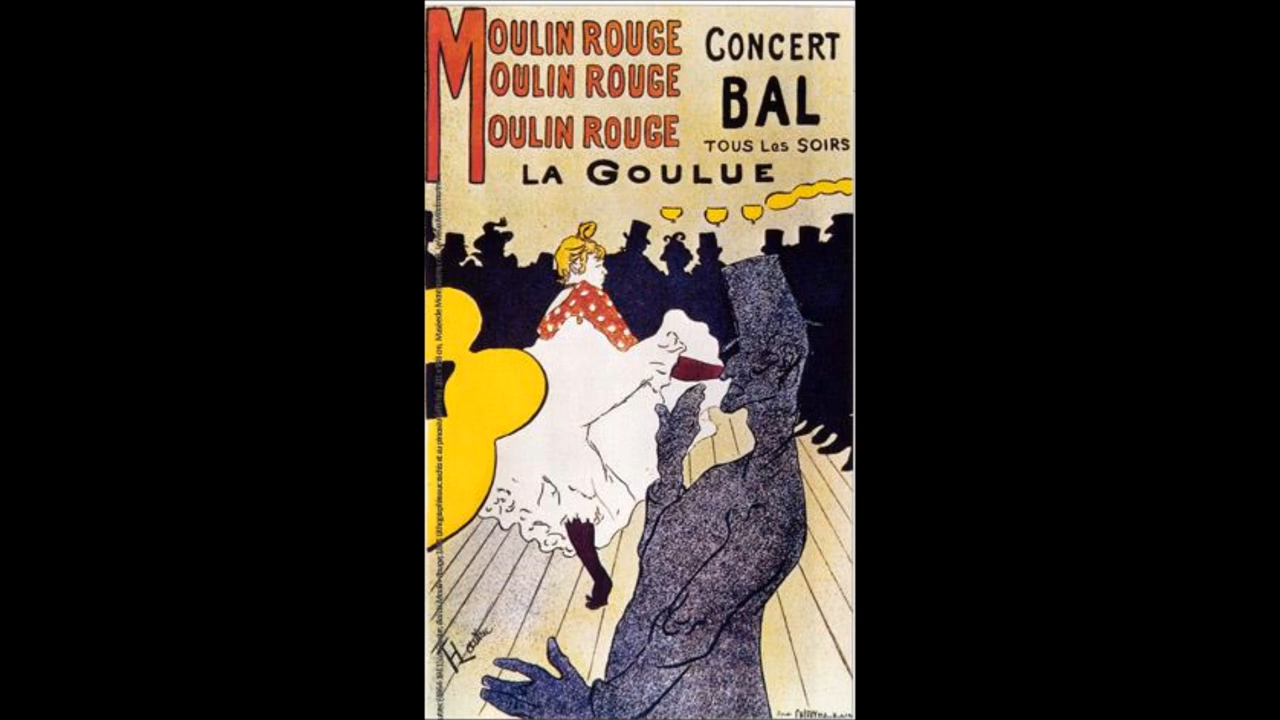 MOULIN ROUGE
MOULIN ROUGE
MOULIN ROUGE
CONCERT
BAL
TOUS Les SOIRS
LA GOULUE